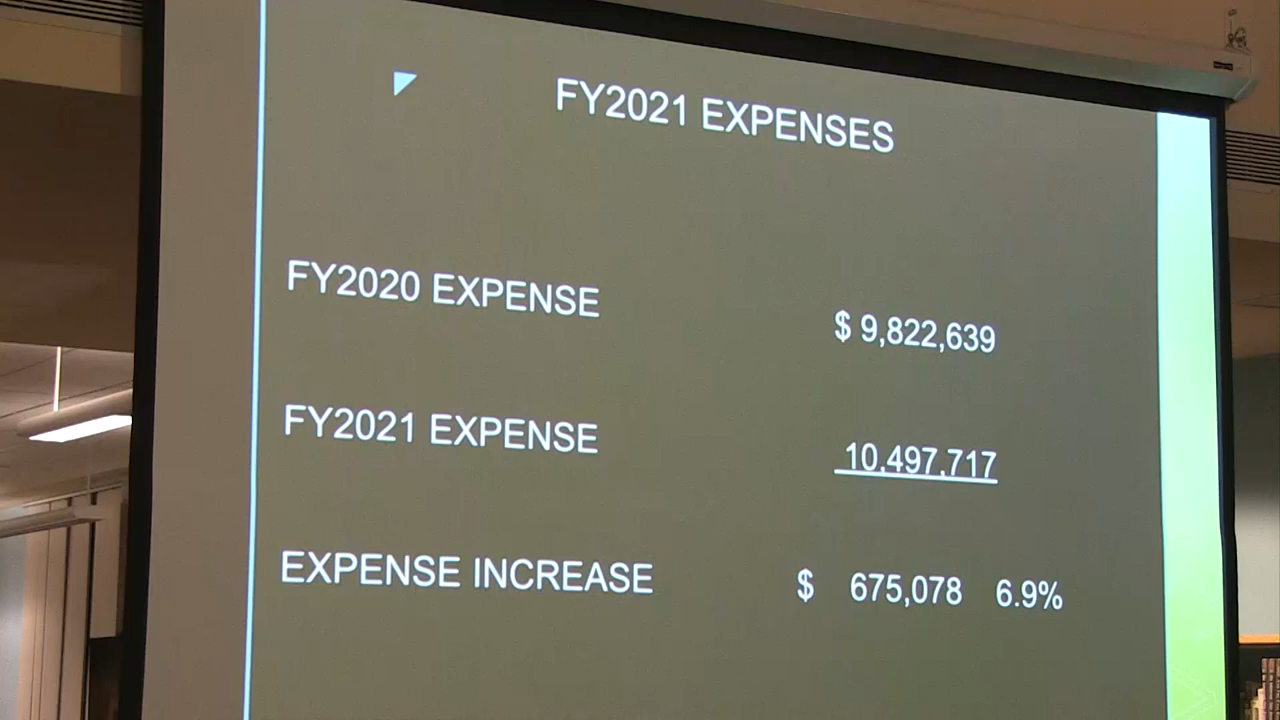 FY2021 EXPENSES
FY2020 EXPENSE $ 9,822,639
FY2021 EXPENSE 10,497,717
EXPENSE INCREASE $ 675,078 6.9%